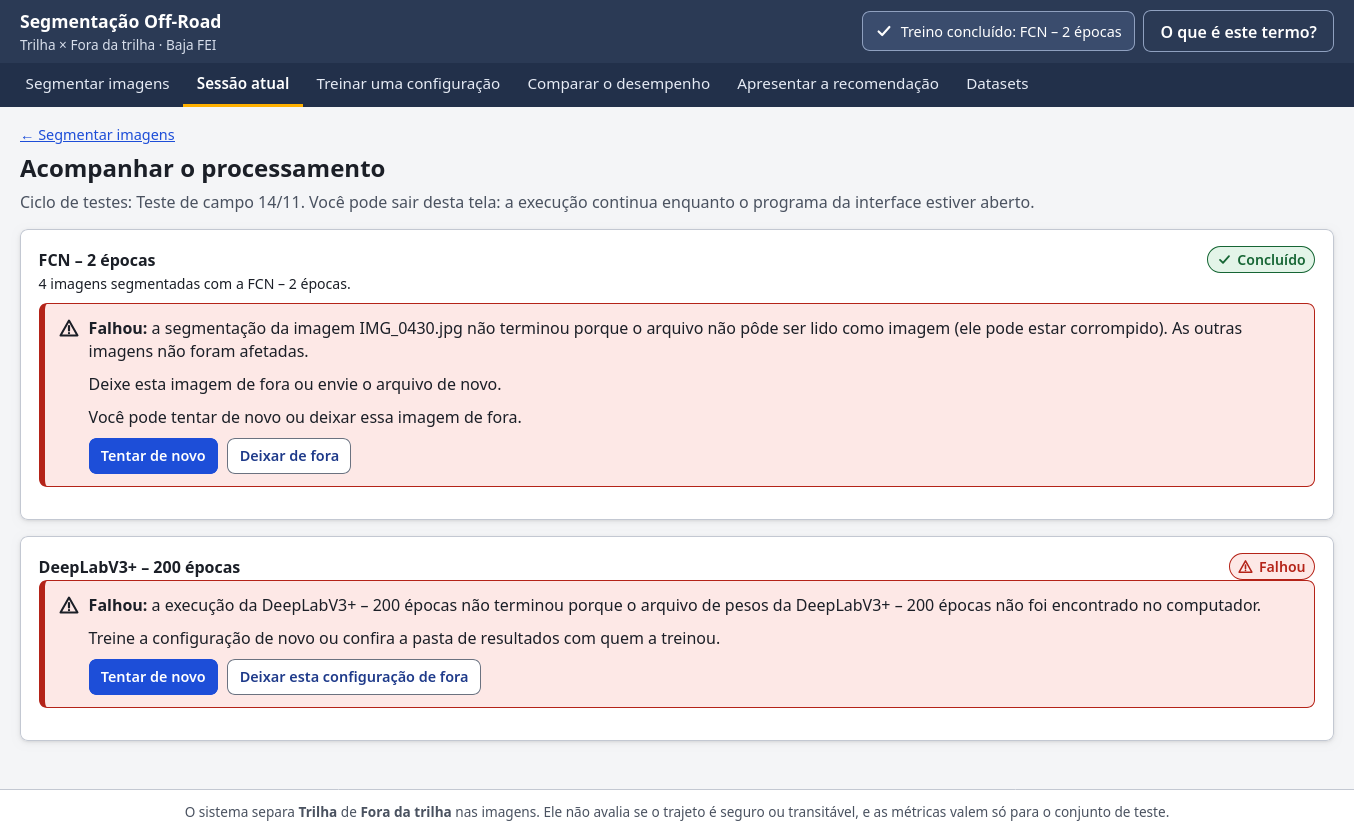 Segmentação Off-Road
Trilha × Fora da trilha · Baja FEI
Treino concluído: FCN – 2 épocas
O que é este termo?
Segmentar imagens
Sessão atual
Treinar uma configuração
Comparar o desempenho
Apresentar a recomendação
Datasets
← Segmentar imagens
Acompanhar o processamento
Ciclo de testes: Teste de campo 14/11. Você pode sair desta tela: a execução continua enquanto o programa da interface estiver aberto.
FCN – 2 épocas
Concluído
4 imagens segmentadas com a FCN – 2 épocas.
Falhou: a segmentação da imagem IMG_0430.jpg não terminou porque o arquivo não pôde ser lido como imagem (ele pode estar corrompido). As outras
imagens não foram afetadas.
Deixe esta imagem de fora ou envie o arquivo de novo.
Você pode tentar de novo ou deixar essa imagem de fora.
Tentar de novo
Deixar de fora
DeepLabV3+ – 200 épocas
Falhou
Falhou: a execução da DeepLabV3+ – 200 épocas não terminou porque o arquivo de pesos da DeepLabV3+ – 200 épocas não foi encontrado no computador.
Treine a configuração de novo ou confira a pasta de resultados com quem a treinou.
Tentar de novo
Deixar esta configuração de fora
O sistema separa Trilha de Fora da trilha nas imagens. Ele não avalia se o trajeto é seguro ou transitável, e as métricas valem só para o conjunto de teste.